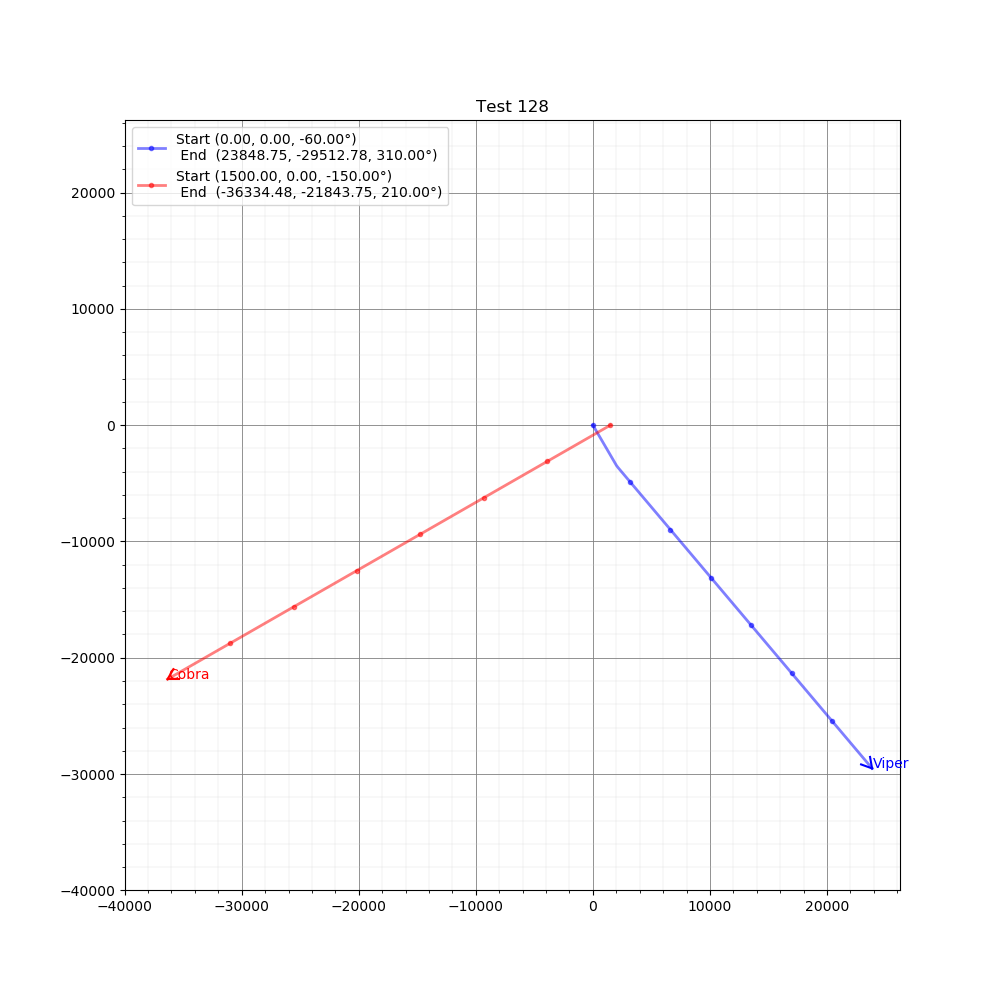 Test 128
Start (0.00, 0.00, -60.00°)
End (23848.75, -29512.78, 310.00°)
Start (1500.00, 0.00, -150.00°)
End (-36334.48, -21843.75, 210.00°)
20000
10000
0
−10000
−20000
−30000
−40000
Cobra
Viper
−40000 −30000 −20000 −10000 0 10000 20000